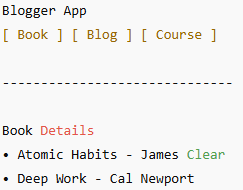 Blogger App
[ Book ] [ Blog ] [ Course ]
-----------------------------
Book Details
• Atomic Habits - James Clear
• Deep Work - Cal Newport